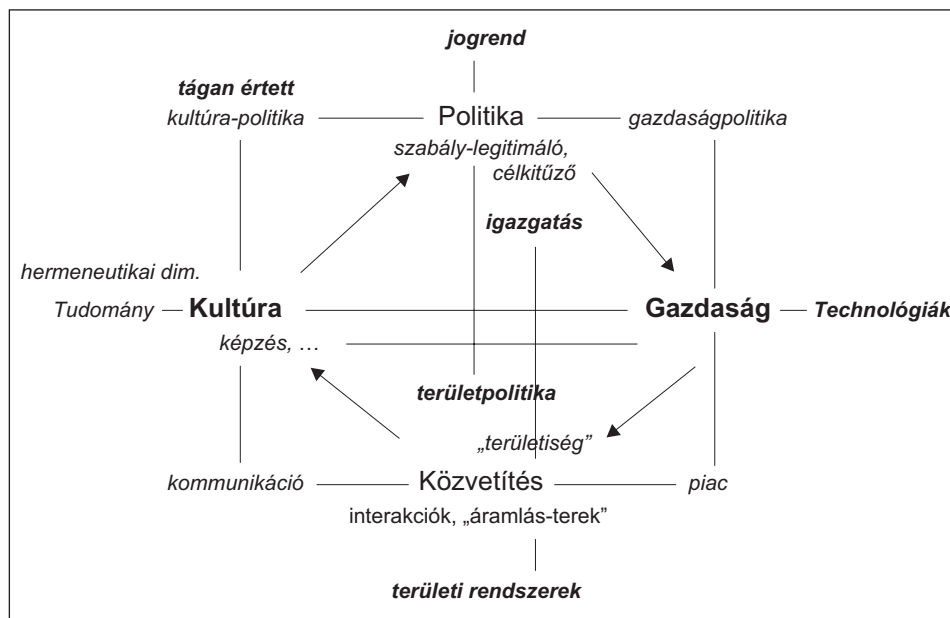 jogrend
tágan értett
kultúra-politika
Politika
gazdaságpolitika
szabály-legitimáló,
célkitűző
igazgatás
hermeneutikai dim.
Tudomány
Kultúra
Gazdaság
Technológiák
képzés, …
területpolitika
„területiség”
kommunikáció
Közvetítés
piac
interakciók, „áramlás-terek”
területi rendszerek